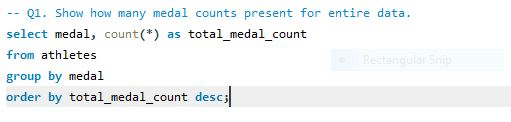 -- Q1. Show how many medal counts present for entire data.
select medal, count(*) as total_medal_count
from athletes
Rectangular Snip
group by medal
order by total_medal_count desc;